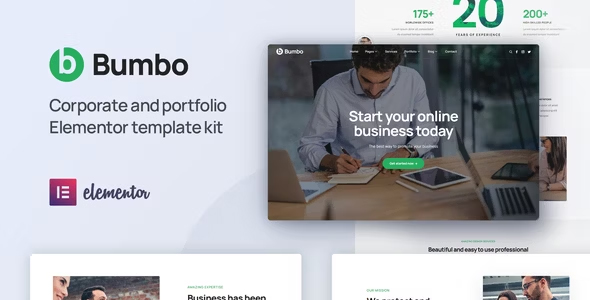 Bumbo
Corporate and portfolio
Elementor template kit
elementor
175+
WORLDWIDE OFFICES
20
YEARS OF EXPERIENCE
200+
Bumbo
Home Pages Services Portfolio Blog Contact
Start your online
business today
The best way to promote your business
Get started now →
Beautiful and easy to use professional
AMAZING EXPERTISE
Business has been
OUR MISSION
We protect and